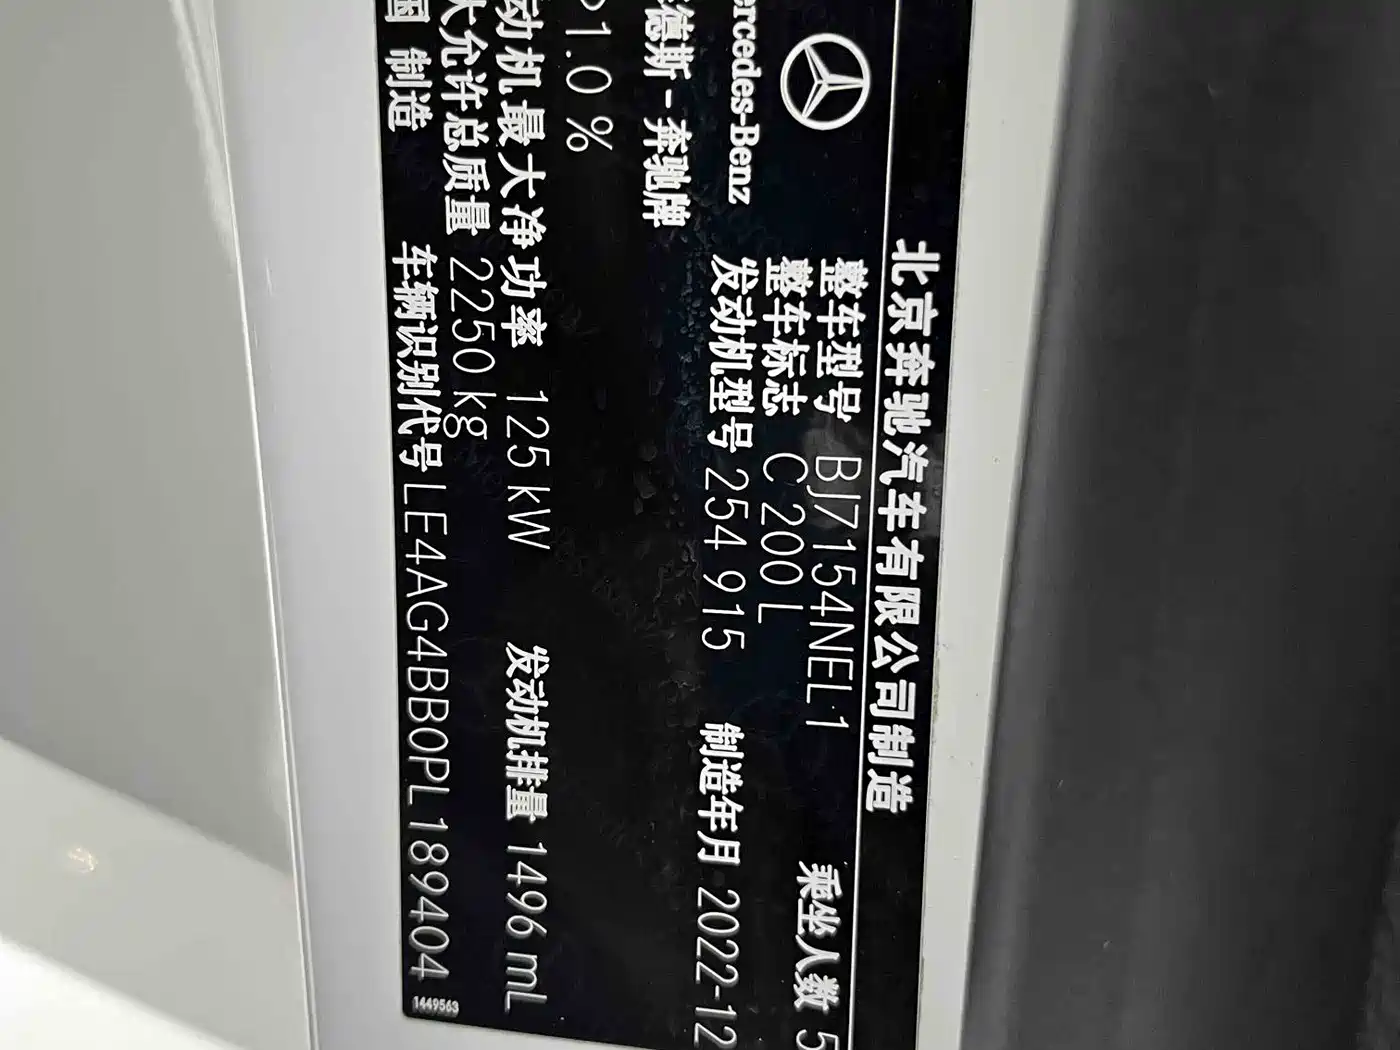 北京奔驰汽车有限公司制造
整车型号 BJ7154NEL1 乘坐人数 5
ercedes-Benz 整车标志 C 200 L
发动机型号 254 915 制造年月 2022-12
德斯-奔驰牌
1.0 %
动机最大净功率 125 kW 发动机排量 1496 mL
大允许总质量 2250 kg
国 制造 车辆识别代号 LE4AG4BB0PL189404
1449563